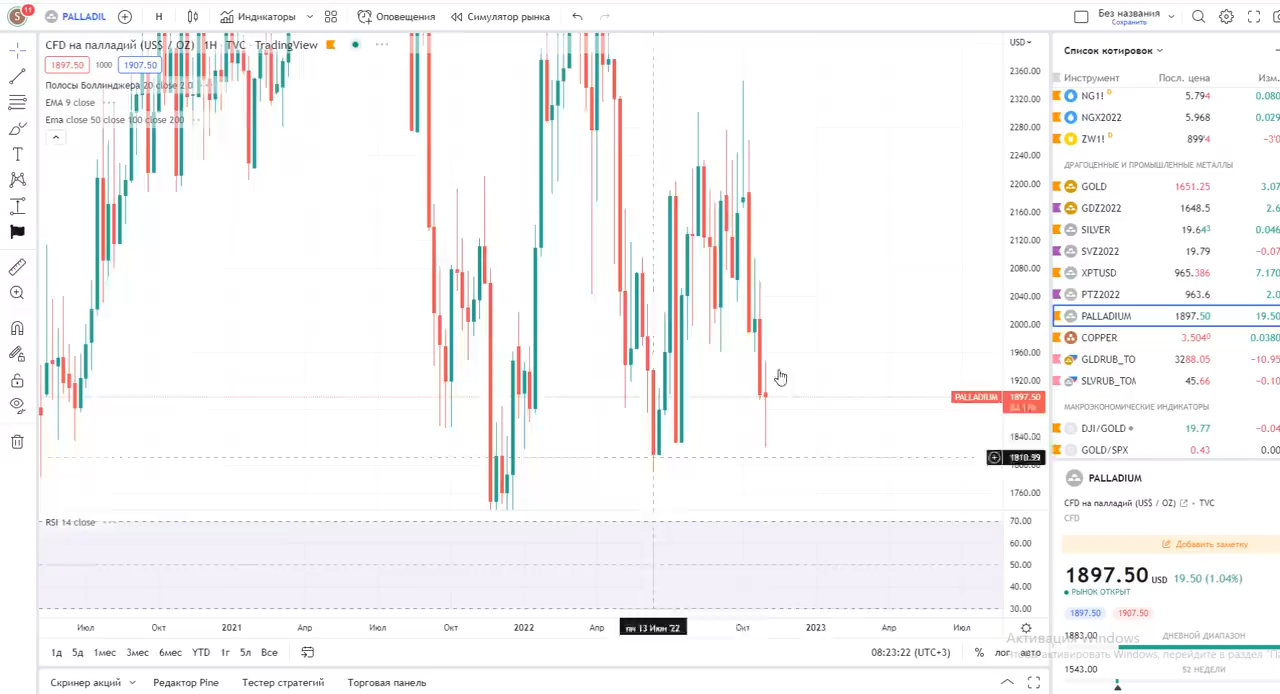 S 11 PALLADIL H Индикаторы Оповещения Симулятор рынка Без названия
Сохранить
CFD на палладий (US$ / OZ) 1Н TVC TradingView
1897.50 1000 1907.50
Полосы Боллинджера 20 close 2 0
EMA 9 close
Ema close 50 close 100 close 200
USD
2360.00
2320.00
2280.00
2240.00
2200.00
2160.00
2120.00
2080.00
2040.00
2000.00
1960.00
1920.00
PALLADIUM 1897.50
1840.00
1810.99
1760.00
RSI 14 close
70.00
60.00
50.00
40.00
30.00
Июл Окт 2021 Апр Июл Окт 2022 Апр пн 13 Июн '22 Окт 2023 Апр Июл
1д 5д 1мес 3мес 6мес YTD 1г 5л Все 08:23:22 (UTC+3) % лог авто
Скринер акций Редактор Pine Тестер стратегий Торговая панель
Список котировок
Инструмент Посл. цена Изм.
NG1! D 5.794 0.080
NGX2022 5.968 0.029
ZW1! D 899'4 -3'0
ДРАГОЦЕННЫЕ И ПРОМЫШЛЕННЫЕ МЕТАЛЛЫ
GOLD 1651.25 3.07
GDZ2022 1648.5 2.6
SILVER 19.64³ 0.046
SVZ2022 19.79 -0.07
XPTUSD 965.386 7.170
PTZ2022 963.6 2.0
PALLADIUM 1897.50 19.50
COPPER 3.504⁰ 0.0380
GLDRUB_TO 3288.05 -10.95
SLVRUB_TOM 45.66 -0.10
МАКРОЭКОНОМИЧЕСКИЕ ИНДИКАТОРЫ
DJI/GOLD 19.77 -0.04
GOLD/SPX 0.43 0.00
PALLADIUM
CFD на палладий (US$ / OZ) • TVC
CFD
Добавить заметку
1897.50 USD 19.50 (1.04%)
РЫНОК ОТКРЫТ
1897.50 1907.50
Активация Windows
1883.00 ДНЕВНОЙ ДИАПАЗОН
Чтобы активировать Windows, перейдите в раздел "П
1543.00 52 НЕДЕЛИ